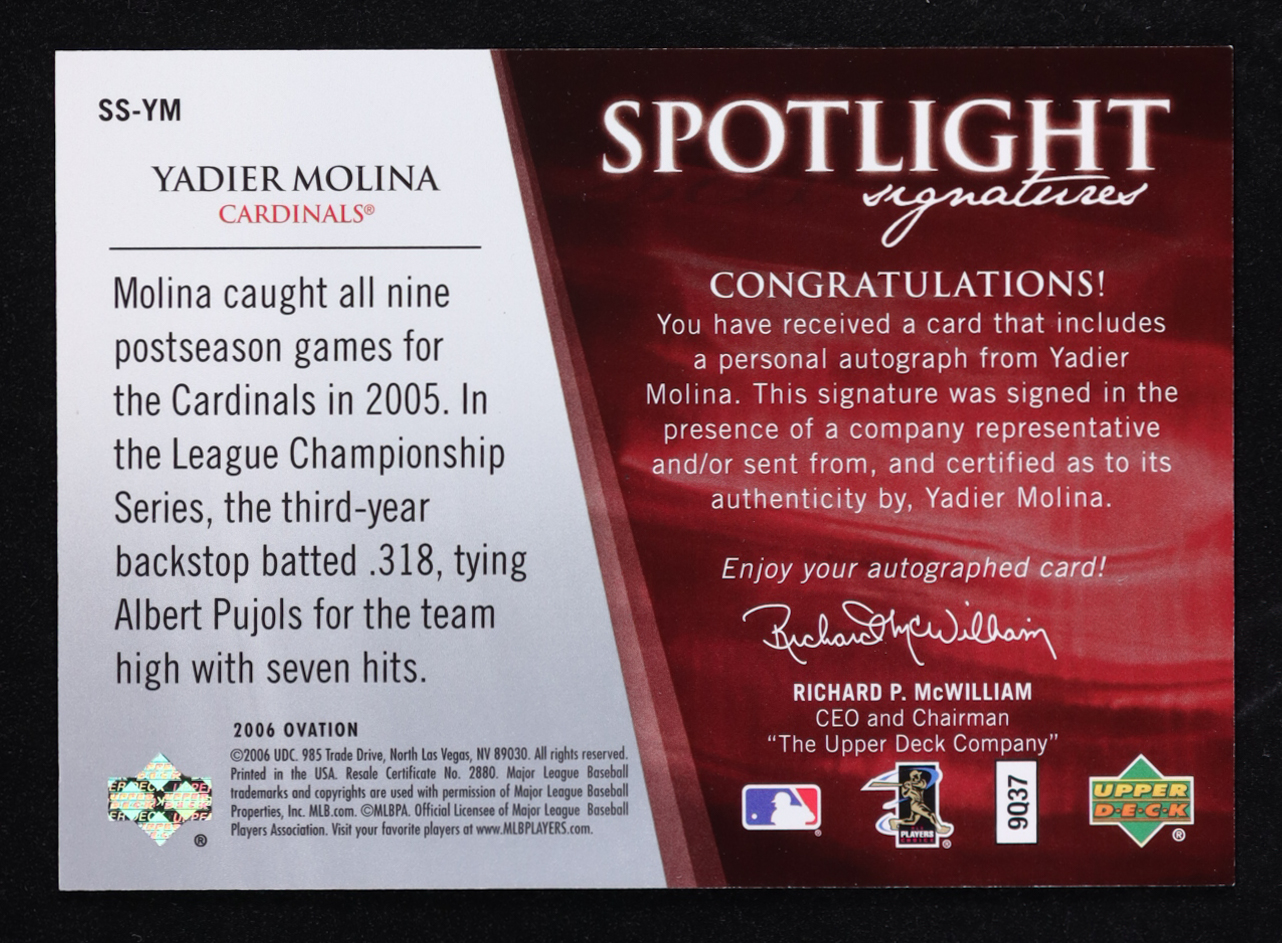 SS-YM
YADIER MOLINA
CARDINALS®
Molina caught all nine
postseason games for
the Cardinals in 2005. In
the League Championship
Series, the third-year
backstop batted .318, tying
Albert Pujols for the team
high with seven hits.
2006 OVATION
©2006 UDC. 985 Trade Drive, North Las Vegas, NV 89030. All rights reserved.
Printed in the USA. Resale Certificate No. 2880. Major League Baseball
trademarks and copyrights are used with permission of Major League Baseball
Properties, Inc. MLB.com. ©MLBPA. Official Licensee of Major League Baseball
Players Association. Visit your favorite players at www.MLBPLAYERS.com.
®
SPOTLIGHT
signatures
CONGRATULATIONS!
You have received a card that includes
a personal autograph from Yadier
Molina. This signature was signed in the
presence of a company representative
and/or sent from, and certified as to its
authenticity by, Yadier Molina.
Enjoy your autographed card!
Richard McWilliam
RICHARD P. McWILLIAM
CEO and Chairman
“The Upper Deck Company”
®
PLAYERS
CHOICE
®
9Q37
UPPER
D·E·C·K
®